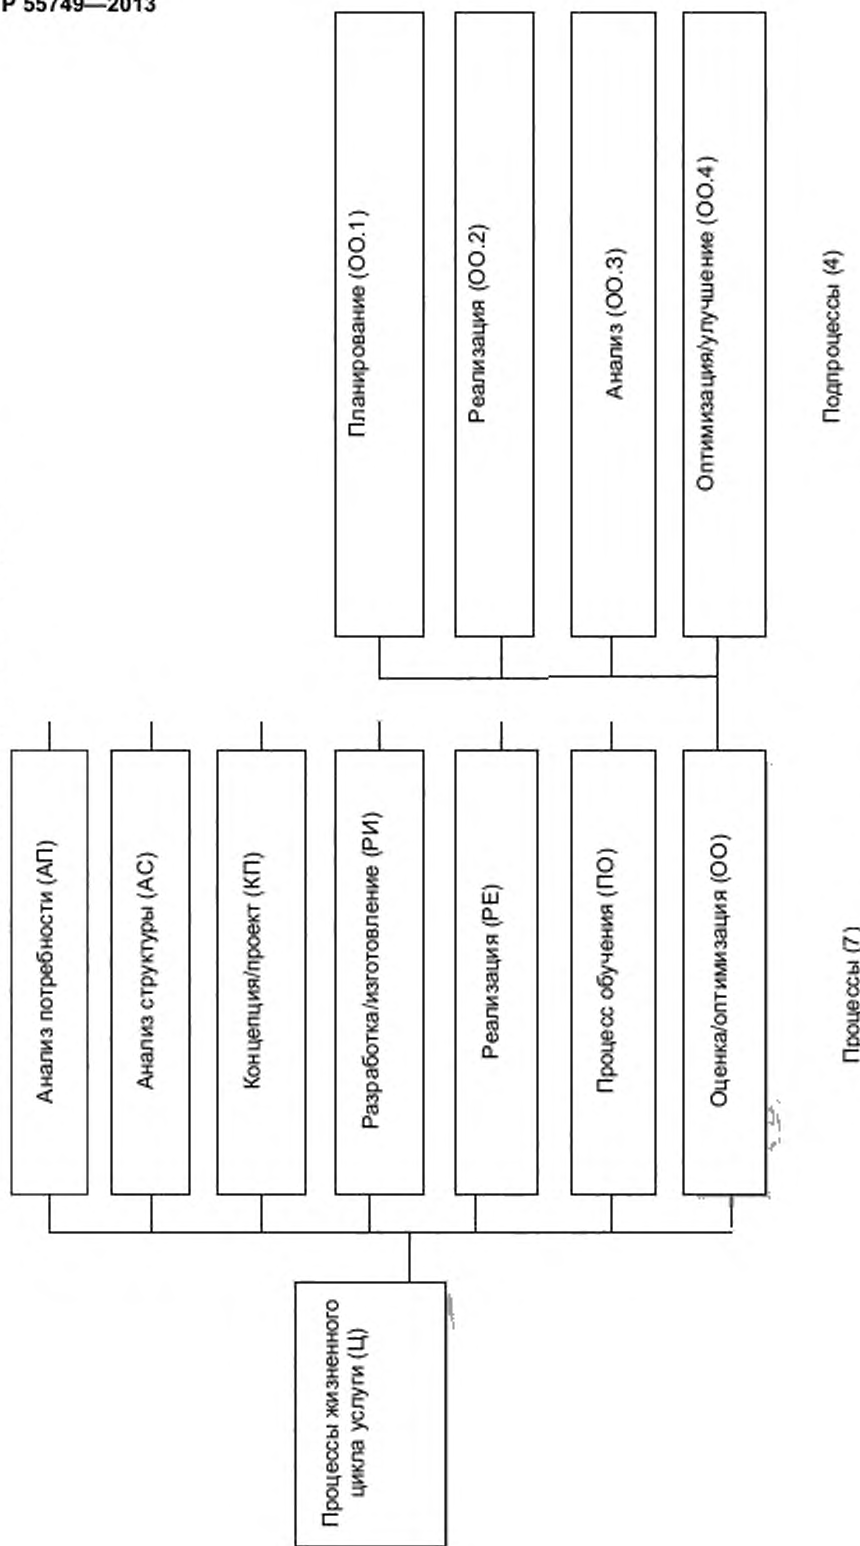 Р 55749—2013
Процессы жизненного
цикла услуги (Ц)
Анализ потребности (АП)
Анализ структуры (АС)
Концепция/проект (КП)
Разработка/изготовление (РИ)
Реализация (РЕ)
Процесс обучения (ПО)
Оценка/оптимизация (ОО)
Процессы (7)
Планирование (ОО.1)
Реализация (ОО.2)
Анализ (ОО.3)
Оптимизация/улучшение (ОО.4)
Подпроцессы (4)